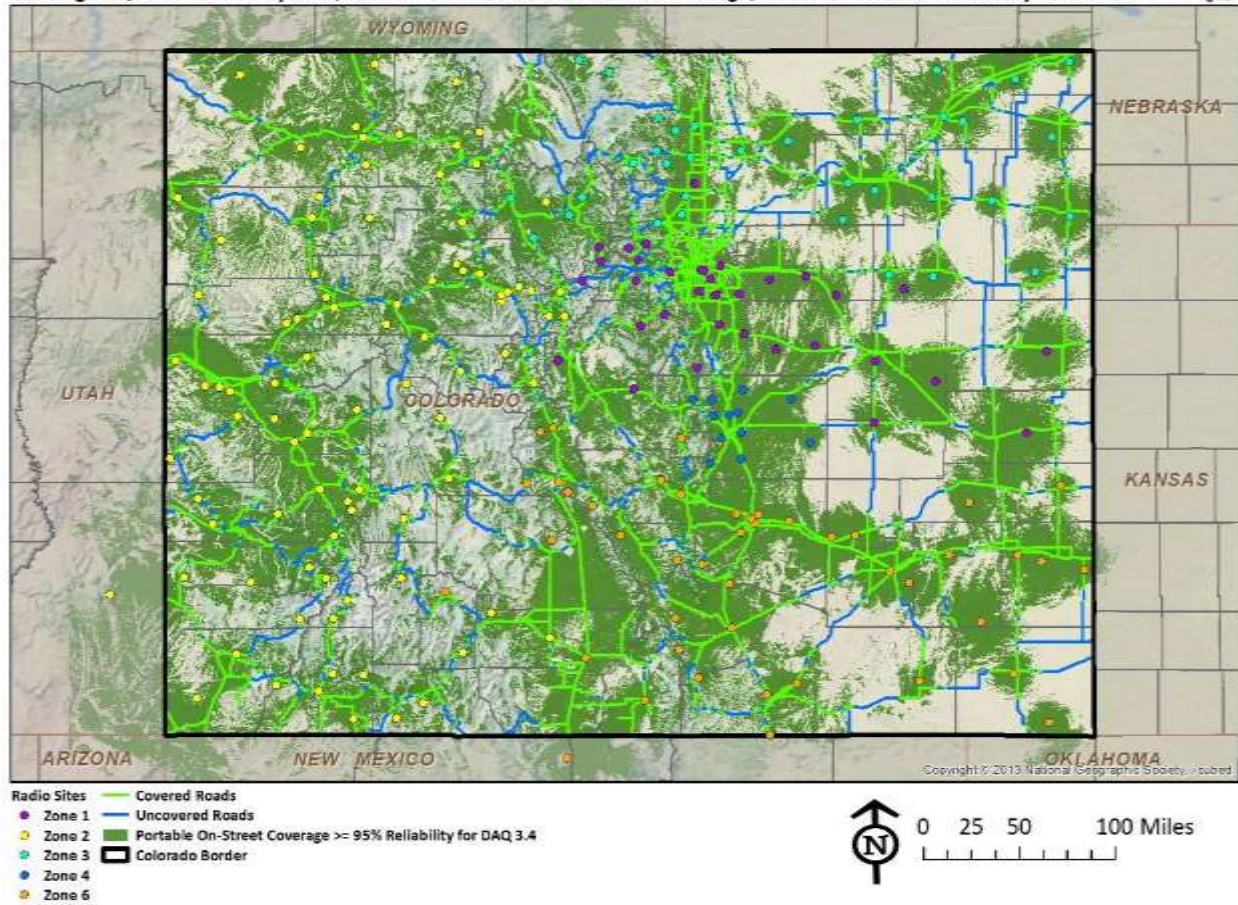 WYOMING
NEBRASKA
UTAH
COLORADO
KANSAS
ARIZONA
NEW MEXICO
OKLAHOMA
Copyright:© 2013 National Geographic Society, i-cubed
Radio Sites
Covered Roads
Zone 1
Uncovered Roads
Zone 2
Portable On-Street Coverage >= 95% Reliability for DAQ 3.4
Zone 3
Colorado Border
Zone 4
Zone 6
N
0 25 50 100 Miles